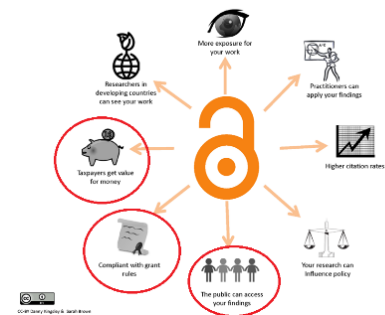 More exposure for
your work
Researchers in
developing countries
can see your work
Practitioners can
apply your findings
Taxpayers get value
for money
Higher citation rates
Compliant with grant
rules
Your research can
influence policy
The public can access
your findings
CC-BY Danny Kingsley & Sarah Brown